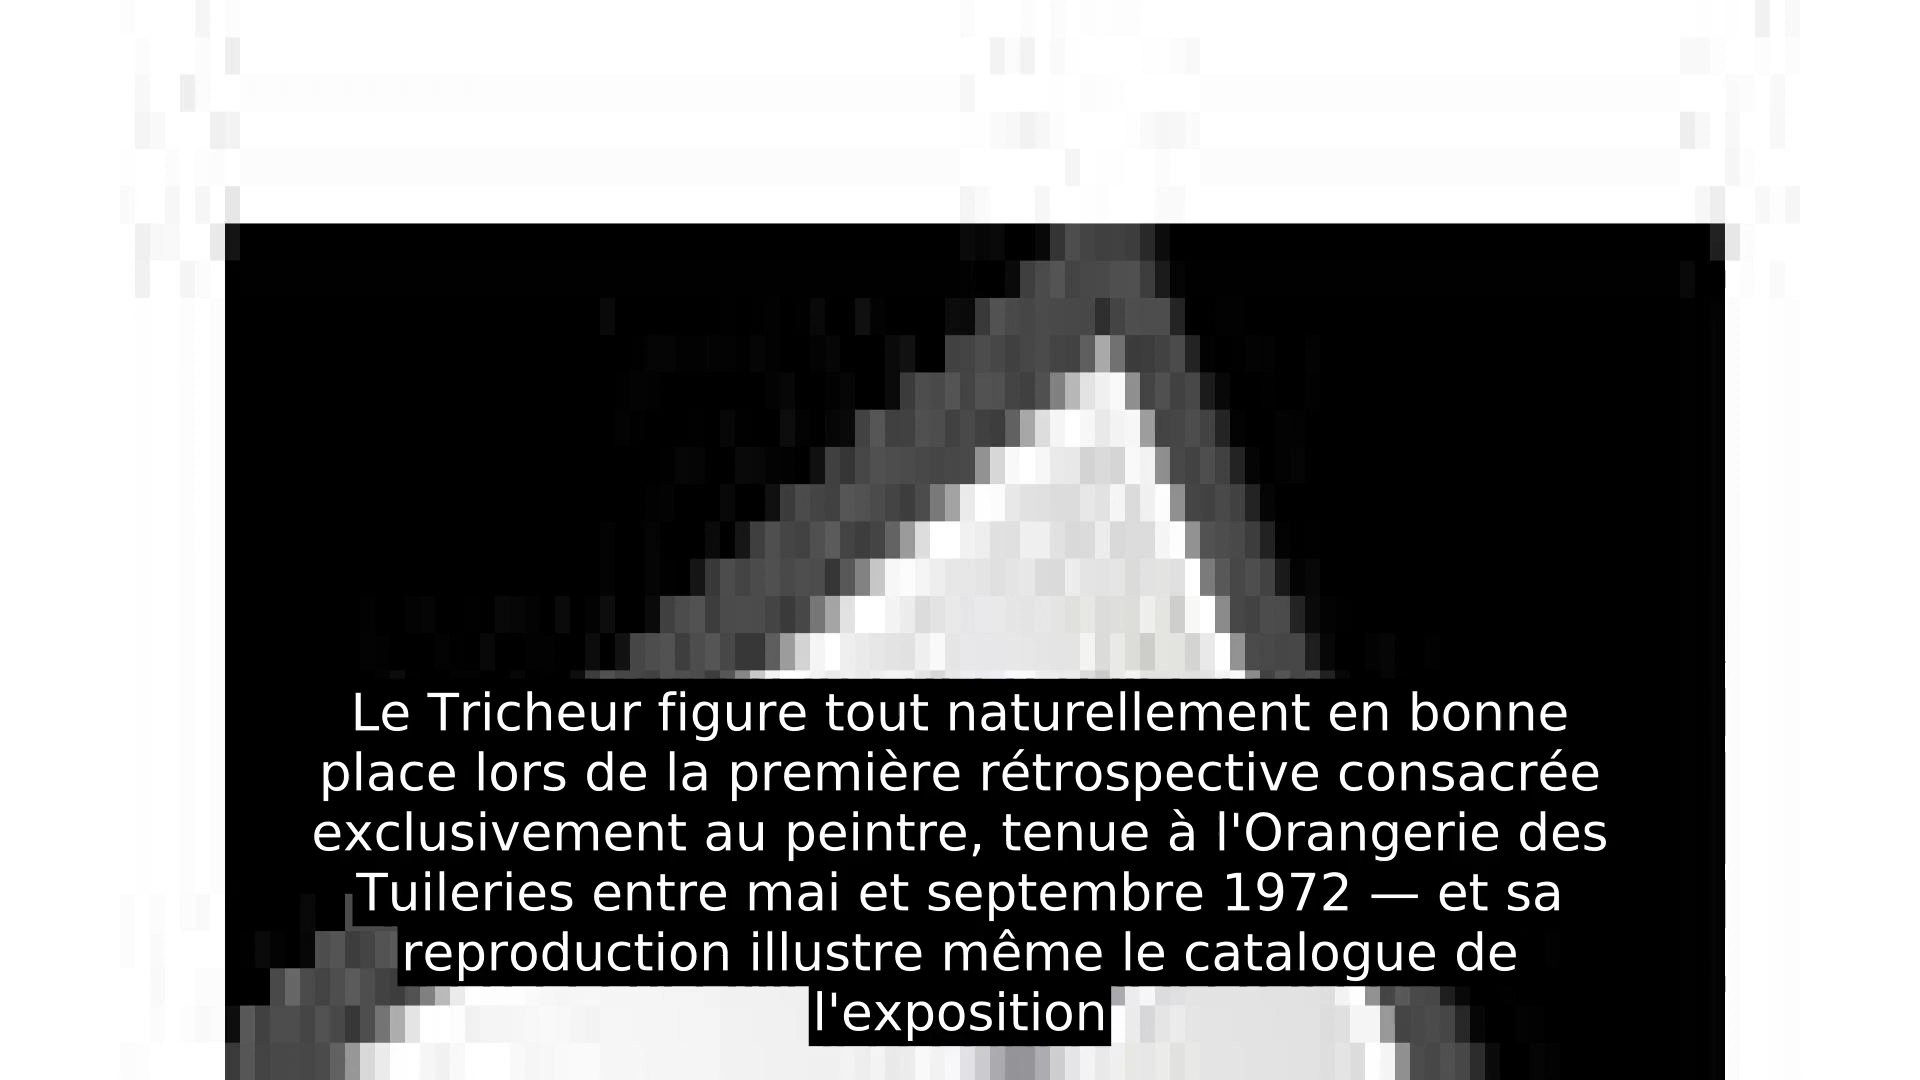 Le Tricheur figure tout naturellement en bonne
place lors de la première rétrospective consacrée
exclusivement au peintre, tenue à l'Orangerie des
Tuileries entre mai et septembre 1972 — et sa
reproduction illustre même le catalogue de
l'exposition